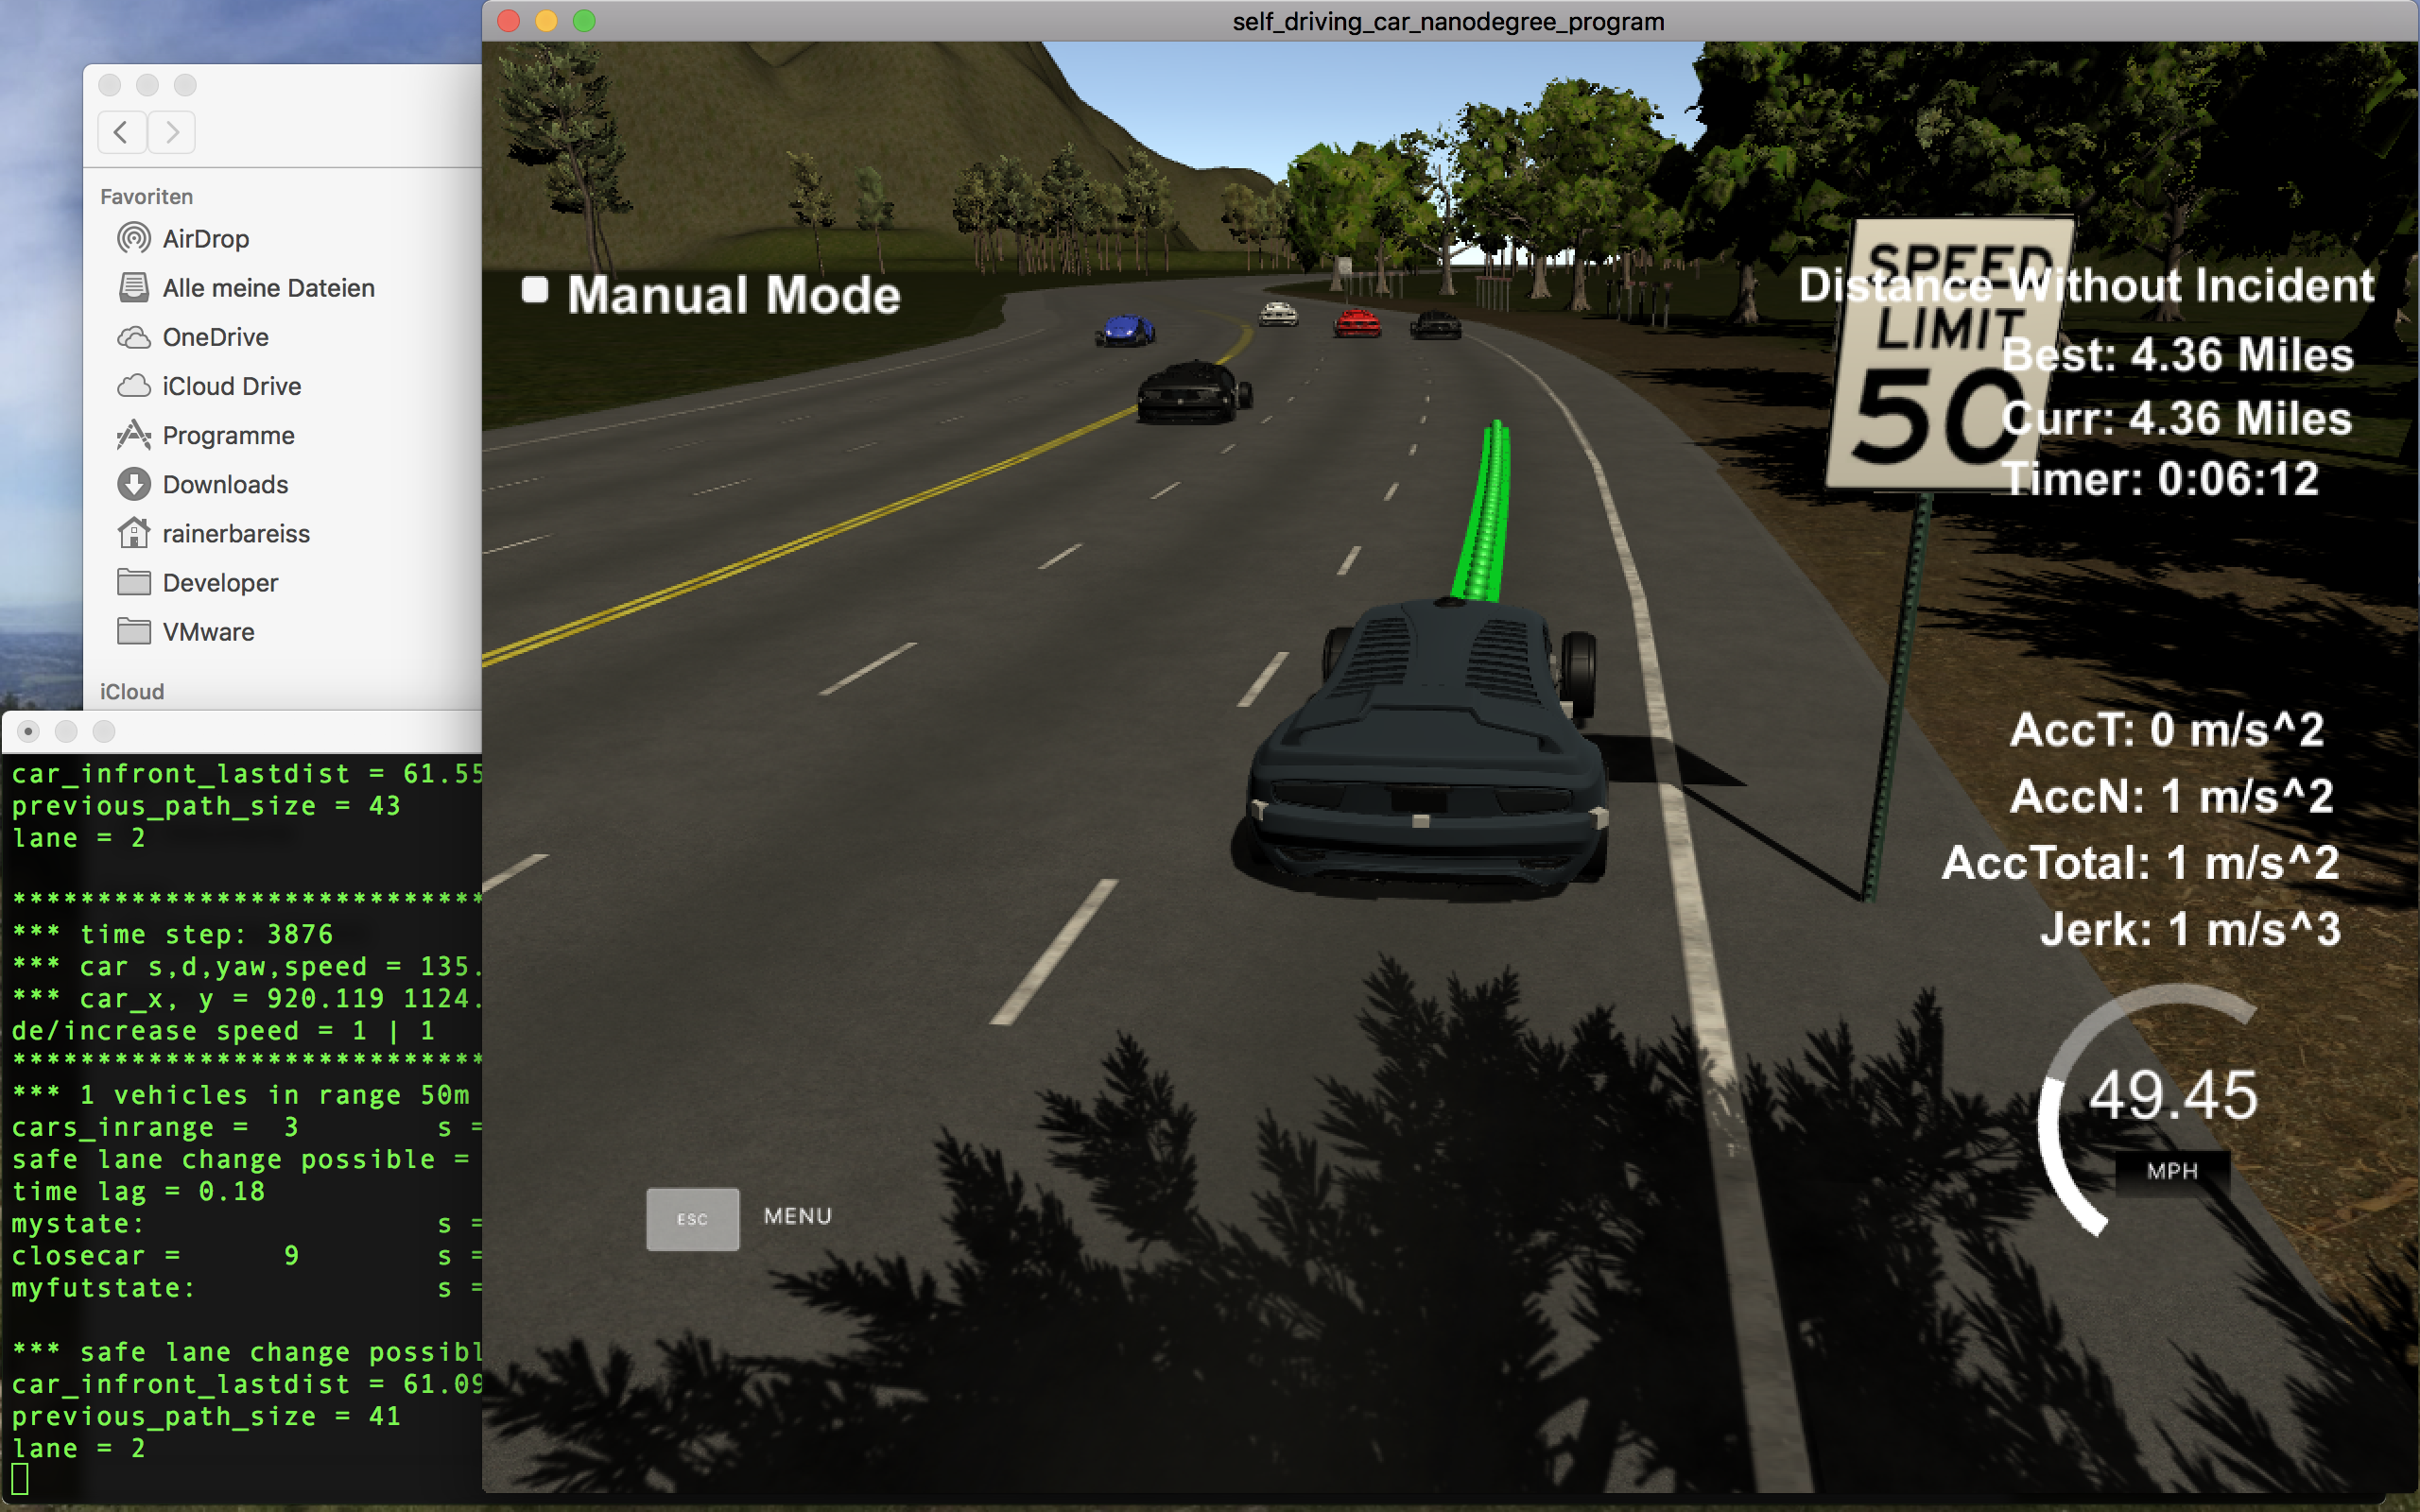 self_driving_car_nanodegree_program
Favoriten
AirDrop
Alle meine Dateien
OneDrive
iCloud Drive
Programme
Downloads
rainerbareiss
Developer
VMware
iCloud
car_infront_lastdist = 61.55
previous_path_size = 43
lane = 2
****************************
*** time step: 3876
*** car s,d,yaw,speed = 135.
*** car_x, y = 920.119 1124.
de/increase speed = 1 | 1
****************************
*** 1 vehicles in range 50m
cars_inrange = 3 s =
safe lane change possible =
time lag = 0.18
mystate: s =
closecar = 9 s =
myfutstate: s =
*** safe lane change possibl
car_infront_lastdist = 61.09
previous_path_size = 41
lane = 2
Manual Mode
SPEED
LIMIT
50
Distance Without Incident
Best: 4.36 Miles
Curr: 4.36 Miles
Timer: 0:06:12
AccT: 0 m/s^2
AccN: 1 m/s^2
AccTotal: 1 m/s^2
Jerk: 1 m/s^3
49.45
MPH
ESC MENU